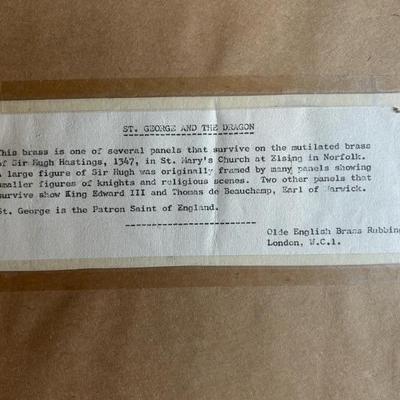 ST. GEORGE AND THE DRAGON
This brass is one of several panels that survive on the mutilated brass
of Sir Hugh Hastings, 1347, in St. Mary's Church at Elsing in Norfolk.
A large figure of Sir Hugh was originally framed by many panels showing
smaller figures of knights and religious scenes. Two other panels that
survive show King Edward III and Thomas de Beauchamp, Earl of Warwick.
St. George is the Patron Saint of England.
Olde English Brass Rubbing
London, W.C.1.